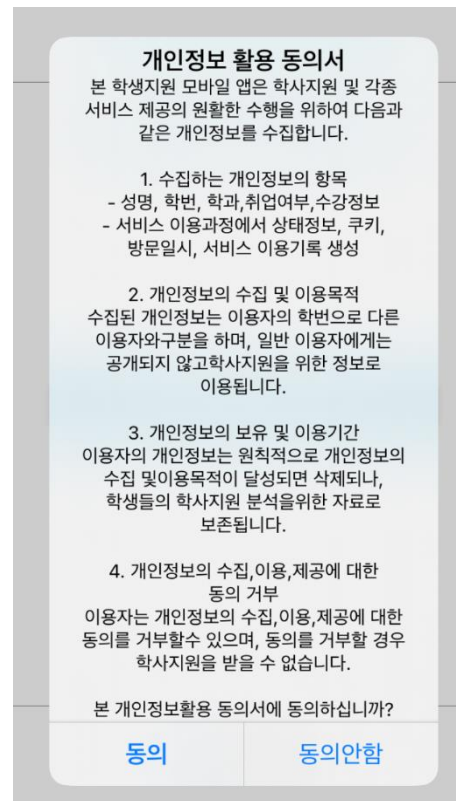 개인정보 활용 동의서
본 학생지원 모바일 앱은 학사지원 및 각종
서비스 제공의 원활한 수행을 위하여 다음과
같은 개인정보를 수집합니다.
1. 수집하는 개인정보의 항목
- 성명, 학번, 학과,취업여부,수강정보
- 서비스 이용과정에서 상태정보, 쿠키,
방문일시, 서비스 이용기록 생성
2. 개인정보의 수집 및 이용목적
수집된 개인정보는 이용자의 학번으로 다른
이용자와구분을 하며, 일반 이용자에게는
공개되지 않고학사지원을 위한 정보로
이용됩니다.
3. 개인정보의 보유 및 이용기간
이용자의 개인정보는 원칙적으로 개인정보의
수집 및이용목적이 달성되면 삭제되나,
학생들의 학사지원 분석을위한 자료로
보존됩니다.
4. 개인정보의 수집,이용,제공에 대한
동의 거부
이용자는 개인정보의 수집,이용,제공에 대한
동의를 거부할수 있으며, 동의를 거부할 경우
학사지원을 받을 수 없습니다.
본 개인정보활용 동의서에 동의하십니까?
동의
동의안함